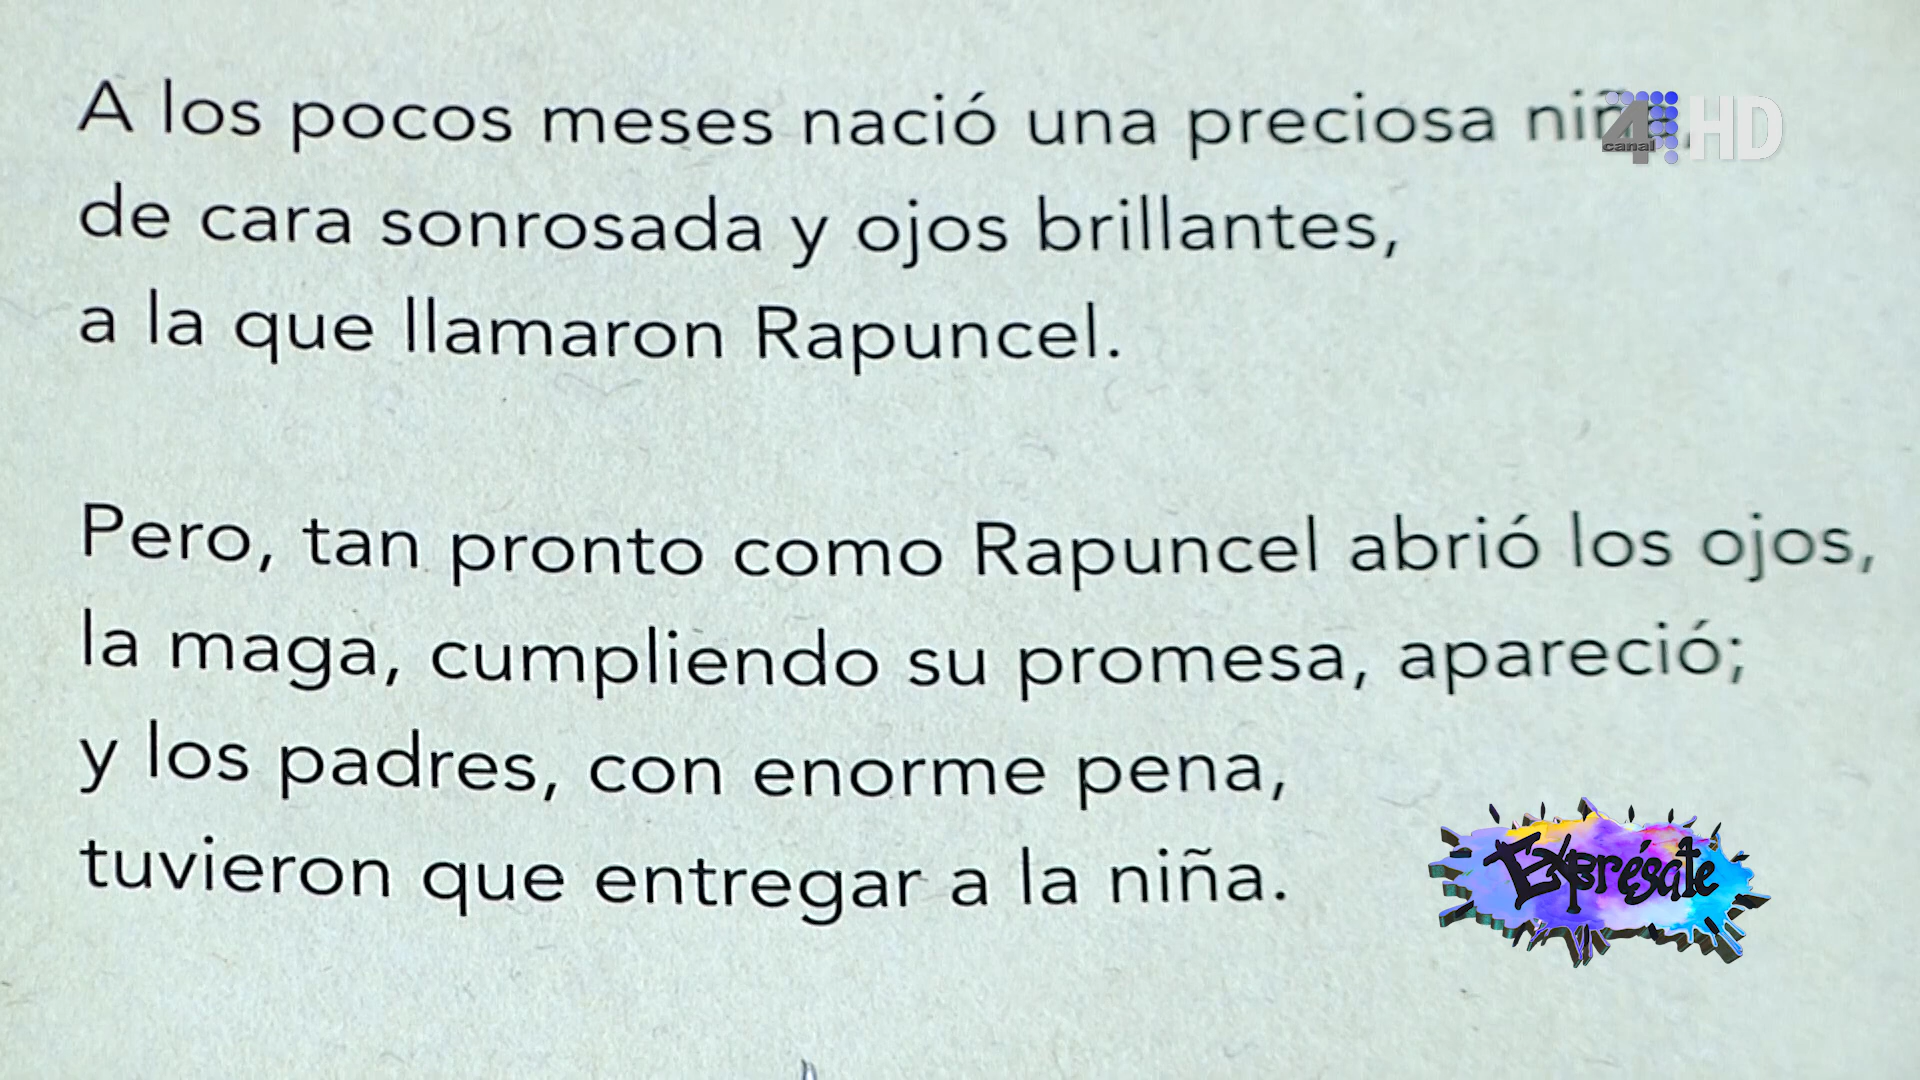 A los pocos meses nació una preciosa niña,
4 HD
canal
de cara sonrosada y ojos brillantes,
a la que llamaron Rapuncel.
Pero, tan pronto como Rapuncel abrió los ojos,
la maga, cumpliendo su promesa, apareció;
y los padres, con enorme pena,
tuvieron que entregar a la niña.
Exprésate